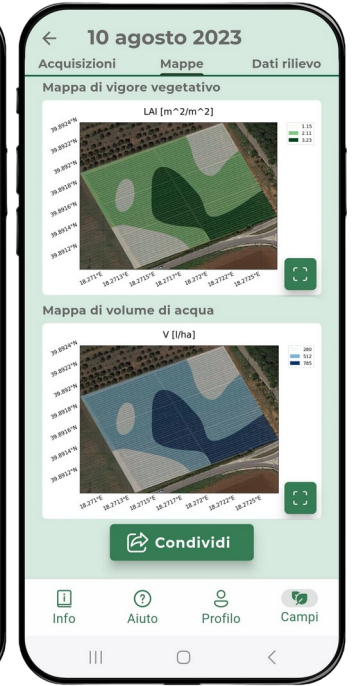 10 agosto 2023
Acquisizioni Mappe Dati rilievo
Mappa di vigore vegetativo
LAI [m^2/m^2]
1.15
2.11
3.23
39.8924°N
39.8922°N
39.892°N
39.8918°N
39.8916°N
39.8914°N
39.8912°N
18.271°E 18.2713°E 18.2715°E 18.2717°E 18.272°E 18.2722°E 18.2725°E
Mappa di volume di acqua
V [l/ha]
280
512
785
39.8924°N
39.8922°N
39.892°N
39.8918°N
39.8916°N
39.8914°N
39.8912°N
18.271°E 18.2713°E 18.2715°E 18.2717°E 18.272°E 18.2722°E 18.2725°E
Condividi
Info Aiuto Profilo Campi